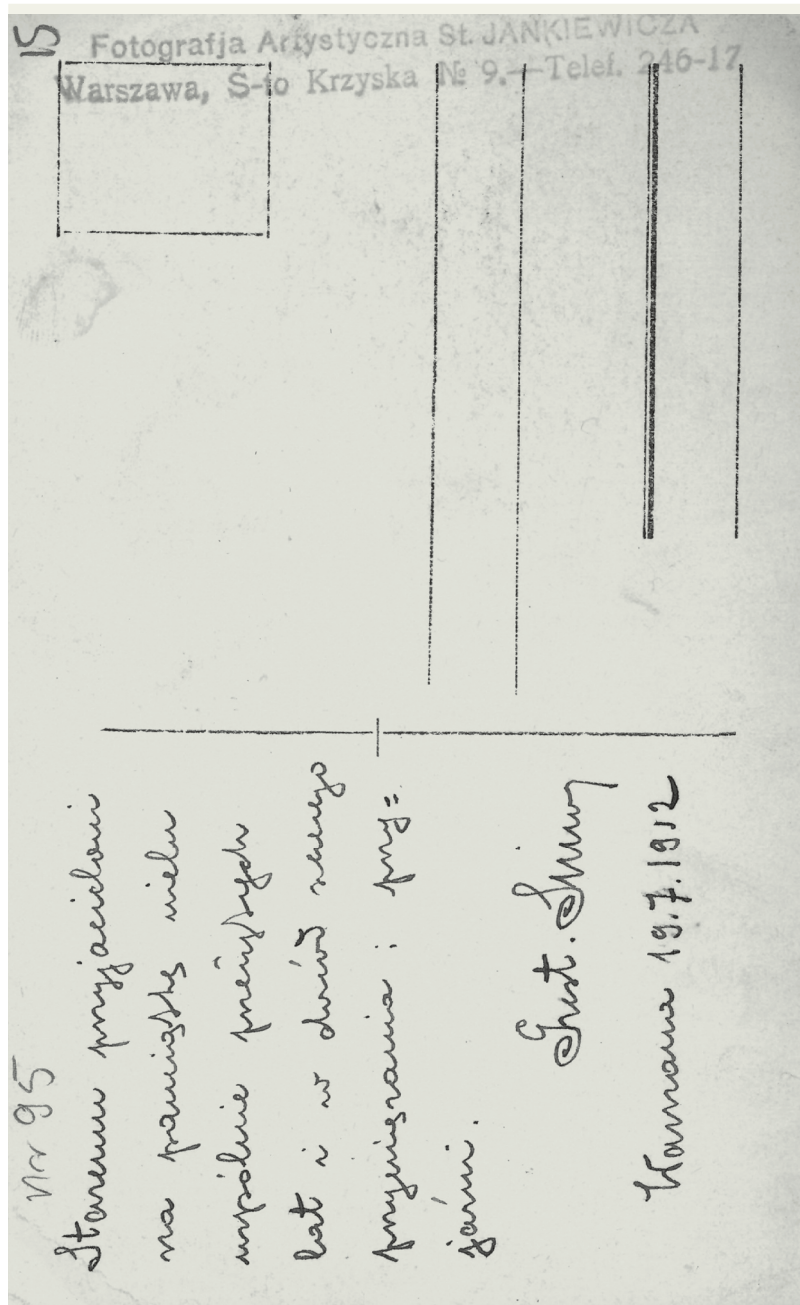 15
Fotografja Artystyczna St. JANKIEWICZA
Warszawa, Ś-to Krzyska № 9.—Telef. 246-17
Nr 95
Staremu przyjacielowi
na pamiątkę wielu
wspólnie przeżytych
lat i w dowód szczerego
przywiązania i przy=
jaźni.
Gust.
Warszawa 19.7.1912